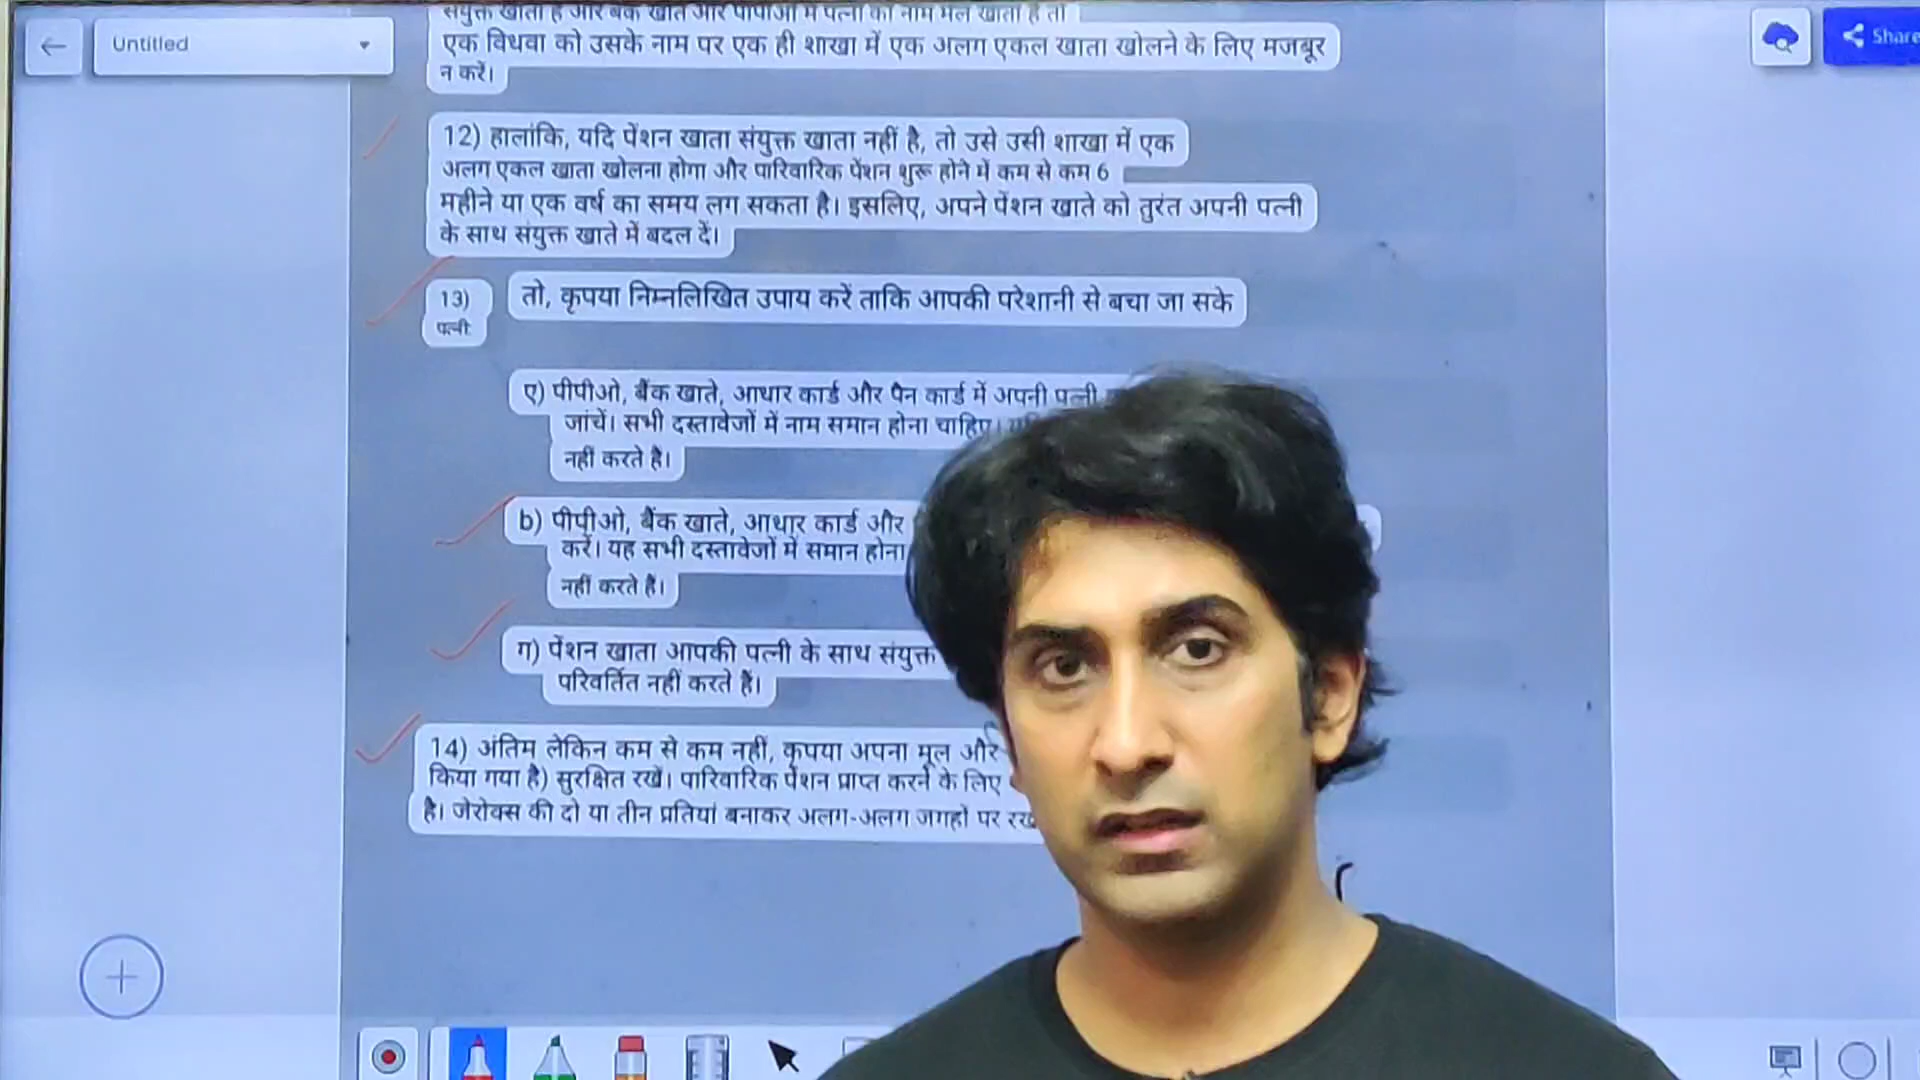 Untitled
Share
संयुक्त खाता है और बैंक खाते और पीपीओ में पत्नी का नाम मेल खाता है तो
एक विधवा को उसके नाम पर एक ही शाखा में एक अलग एकल खाता खोलने के लिए मजबूर
न करें।
12) हालांकि, यदि पेंशन खाता संयुक्त खाता नहीं है, तो उसे उसी शाखा में एक
अलग एकल खाता खोलना होगा और पारिवारिक पेंशन शुरू होने में कम से कम 6
महीने या एक वर्ष का समय लग सकता है। इसलिए, अपने पेंशन खाते को तुरंत अपनी पत्नी
के साथ संयुक्त खाते में बदल दें।
13) तो, कृपया निम्नलिखित उपाय करें ताकि आपकी परेशानी से बचा जा सके
पत्नी:
ए) पीपीओ, बैंक खाते, आधार कार्ड और पैन कार्ड में अपनी पत्नी
जांचें। सभी दस्तावेजों में नाम समान होना चाहिए।
नहीं करते है।
b) पीपीओ, बैंक खाते, आधार कार्ड और
करें। यह सभी दस्तावेजों में समान होना
नहीं करते हैं।
ग) पेंशन खाता आपकी पत्नी के साथ संयुक्त
परिवर्तित नहीं करते हैं।
14) अंतिम लेकिन कम से कम नहीं, कृपया अपना मूल और
किया गया है) सुरक्षित रखें। पारिवारिक पेंशन प्राप्त करने के लिए
है। जेरोक्स की दो या तीन प्रतियां बनाकर अलग-अलग जगहों पर